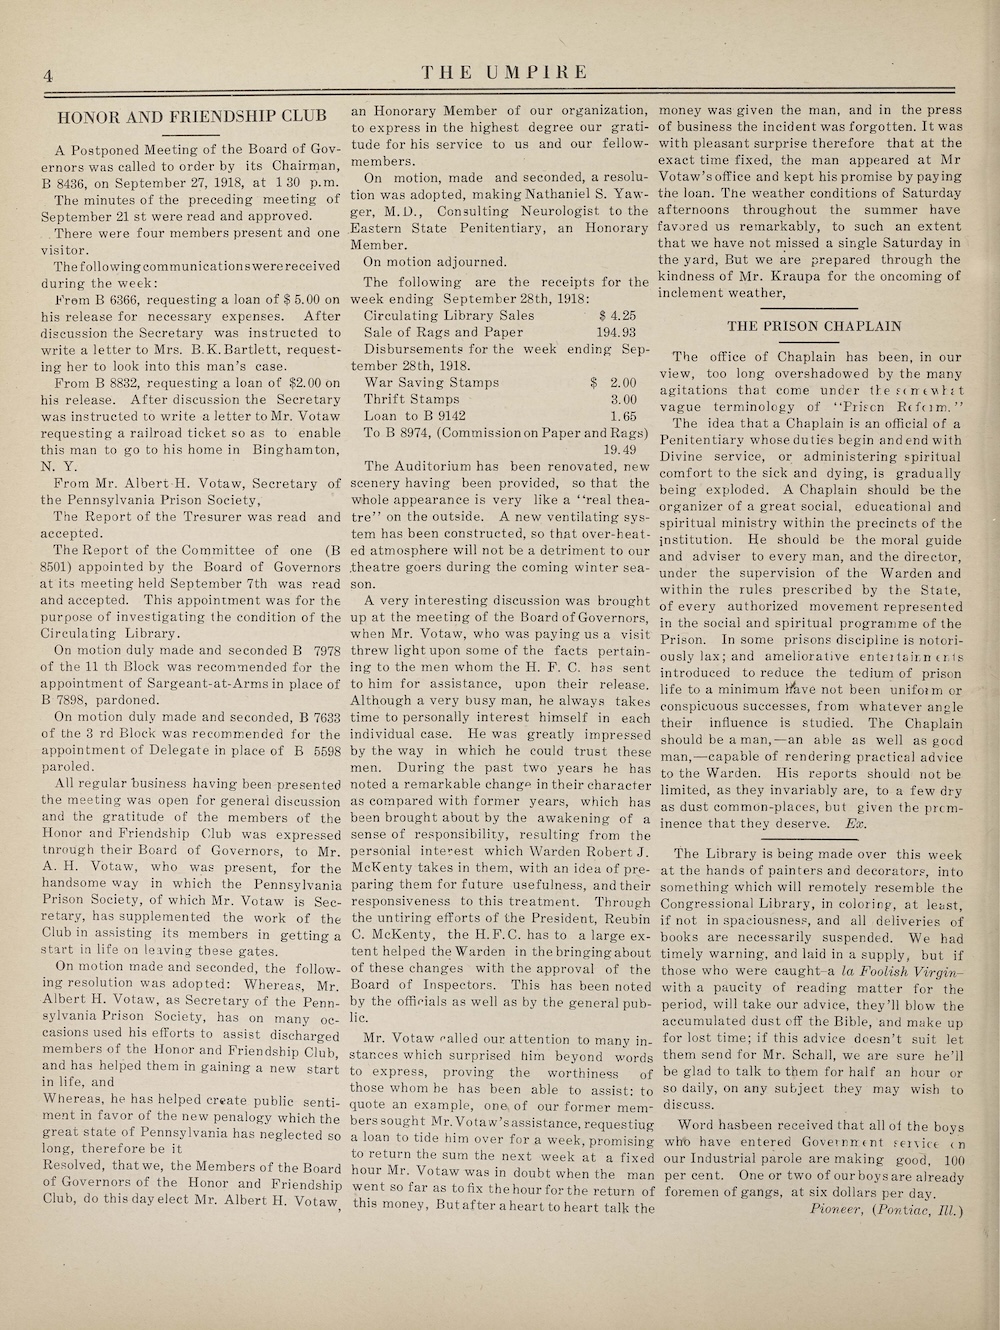 4
THE UMPIRE
HONOR AND FRIENDSHIP CLUB
A Postponed Meeting of the Board of Gov-
ernors was called to order by its Chairman,
B 8436, on September 27, 1918, at 1 30 p.m.
The minutes of the preceding meeting of
September 21 st were read and approved.
There were four members present and one
visitor.
The following communications were received
during the week:
From B 6366, requesting a loan of $ 5.00 on
his release for necessary expenses. After
discussion the Secretary was instructed to
write a letter to Mrs. B.K. Bartlett, request-
ing her to look into this man's case.
From B 8832, requesting a loan of $2.00 on
his release. After discussion the Secretary
was instructed to write a letter to Mr. Votaw
requesting a railroad ticket so as to enable
this man to go to his home in Binghamton,
N. Y.
From Mr. Albert H. Votaw, Secretary of
the Pennsylvania Prison Society,
The Report of the Tresurer was read and
accepted.
The Report of the Committee of one (B
8501) appointed by the Board of Governors
at its meeting held September 7th was read
and accepted. This appointment was for the
purpose of investigating the condition of the
Circulating Library.
On motion duly made and seconded B 7978
of the 11 th Block was recommended for the
appointment of Sargeant-at-Arms in place of
B 7898, pardoned.
On motion duly made and seconded, B 7633
of the 3 rd Block was recommended for the
appointment of Delegate in place of B 5598
paroled.
All regular business having been presented
the meeting was open for general discussion
and the gratitude of the members of the
Honor and Friendship Club was expressed
through their Board of Governors, to Mr.
A. H. Votaw, who was present, for the
handsome way in which the Pennsylvania
Prison Society, of which Mr. Votaw is Sec-
retary, has supplemented the work of the
Club in assisting its members in getting a
start in life on leaving these gates.
On motion made and seconded, the follow-
ing resolution was adopted: Whereas, Mr.
Albert H. Votaw, as Secretary of the Penn-
sylvania Prison Society, has on many oc-
casions used his efforts to assist discharged
members of the Honor and Friendship Club,
and has helped them in gaining a new start
in life, and
Whereas, he has helped create public senti-
ment in favor of the new penalogy which the
great state of Pennsylvania has neglected so
long, therefore be it
Resolved, that we, the Members of the Board
of Governors of the Honor and Friendship
Club, do this day elect Mr. Albert H. Votaw,
an Honorary Member of our organization,
to express in the highest degree our grati-
tude for his service to us and our fellow-
members.
On motion, made and seconded, a resolu-
tion was adopted, making Nathaniel S. Yaw-
ger, M.D., Consulting Neurologist to the
Eastern State Penitentiary, an Honorary
Member.
On motion adjourned.
The following are the receipts for the
week ending September 28th, 1918:
Circulating Library Sales $ 4.25
Sale of Rags and Paper 194.93
Disbursements for the week ending Sep-
tember 28th, 1918.
War Saving Stamps $ 2.00
Thrift Stamps 3.00
Loan to B 9142 1.65
To B 8974, (Commission on Paper and Rags)
19.49
The Auditorium has been renovated, new
scenery having been provided, so that the
whole appearance is very like a "real thea-
tre" on the outside. A new ventilating sys-
tem has been constructed, so that over-heat-
ed atmosphere will not be a detriment to our
theatre goers during the coming winter sea-
son.
A very interesting discussion was brought
up at the meeting of the Board of Governors,
when Mr. Votaw, who was paying us a visit
threw light upon some of the facts pertain-
ing to the men whom the H. F. C. has sent
to him for assistance, upon their release.
Although a very busy man, he always takes
time to personally interest himself in each
individual case. He was greatly impressed
by the way in which he could trust these
men. During the past two years he has
noted a remarkable change in their character
as compared with former years, which has
been brought about by the awakening of a
sense of responsibility, resulting from the
personial interest which Warden Robert J.
McKenty takes in them, with an idea of pre-
paring them for future usefulness, and their
responsiveness to this treatment. Through
the untiring efforts of the President, Reubin
C. McKenty, the H.F.C. has to a large ex-
tent helped the Warden in the bringing about
of these changes with the approval of the
Board of Inspectors. This has been noted
by the officials as well as by the general pub-
lic.
Mr. Votaw called our attention to many in-
stances which surprised him beyond words
to express, proving the worthiness of
those whom he has been able to assist: to
quote an example, one of our former mem-
bers sought Mr. Votaw's assistance, requestiug
a loan to tide him over for a week, promising
to return the sum the next week at a fixed
hour Mr. Votaw was in doubt when the man
went so far as to fix the hour for the return of
this money, But after a heart to heart talk the
money was given the man, and in the press
of business the incident was forgotten. It was
with pleasant surprise therefore that at the
exact time fixed, the man appeared at Mr
Votaw's office and kept his promise by paying
the loan. The weather conditions of Saturday
afternoons throughout the summer have
favored us remarkably, to such an extent
that we have not missed a single Saturday in
the yard, But we are prepared through the
kindness of Mr. Kraupa for the oncoming of
inclement weather,
THE PRISON CHAPLAIN
The office of Chaplain has been, in our
view, too long overshadowed by the many
agitations that come under the somewhat
vague terminology of "Prison Reform."
The idea that a Chaplain is an official of a
Penitentiary whose duties begin and end with
Divine service, or administering spiritual
comfort to the sick and dying, is gradually
being exploded. A Chaplain should be the
organizer of a great social, educational and
spiritual ministry within the precincts of the
institution. He should be the moral guide
and adviser to every man, and the director,
under the supervision of the Warden and
within the rules prescribed by the State,
of every authorized movement represented
in the social and spiritual programme of the
Prison. In some prisons discipline is notori-
ously lax; and ameliorative entertainments
introduced to reduce the tedium of prison
life to a minimum have not been uniform or
conspicuous successes, from whatever angle
their influence is studied. The Chaplain
should be a man,—an able as well as good
man,—capable of rendering practical advice
to the Warden. His reports should not be
limited, as they invariably are, to a few dry
as dust common-places, but given the prom-
inence that they deserve. Ex.
The Library is being made over this week
at the hands of painters and decorators, into
something which will remotely resemble the
Congressional Library, in coloring, at least,
if not in spaciousness, and all deliveries of
books are necessarily suspended. We had
timely warning, and laid in a supply, but if
those who were caught-a la Foolish Virgin-
with a paucity of reading matter for the
period, will take our advice, they'll blow the
accumulated dust off the Bible, and make up
for lost time; if this advice doesn't suit let
them send for Mr. Schall, we are sure he'll
be glad to talk to them for half an hour or
so daily, on any subject they may wish to
discuss.
Word hasbeen received that all of the boys
who have entered Government service on
our Industrial parole are making good, 100
per cent. One or two of our boys are already
foremen of gangs, at six dollars per day.
Pioneer, (Pontiac, Ill.)